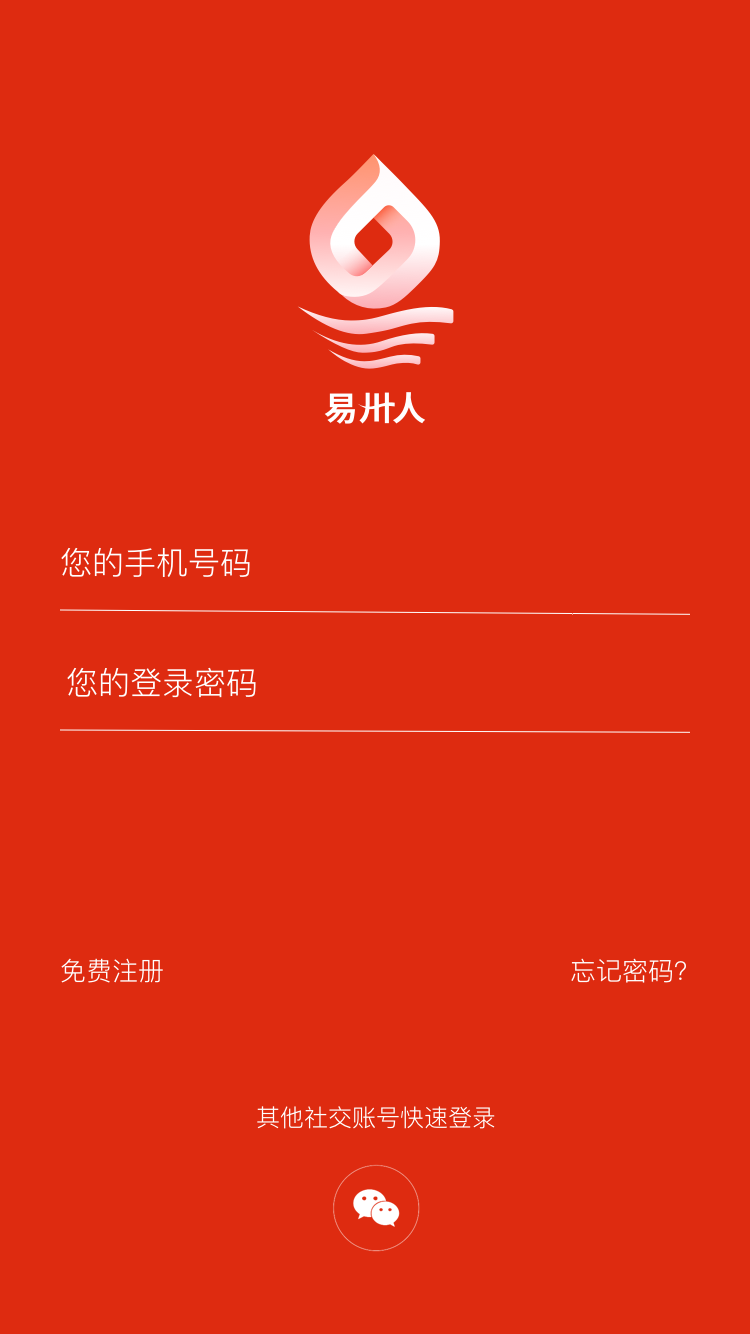 易卅人
您的手机号码
您的登录密码
免费注册
忘记密码?
其他社交账号快速登录